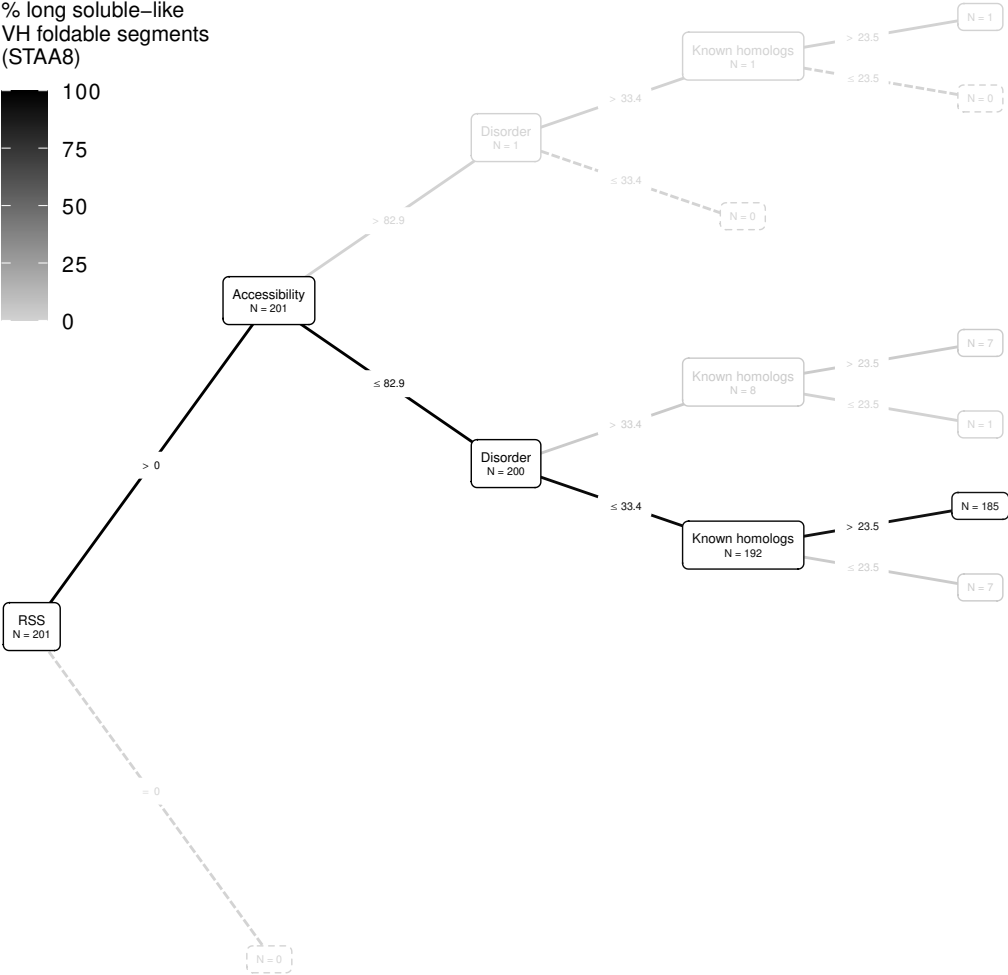 % long soluble−like
VH foldable segments
(STAA8)
100
75
50
25
0
Known homologs
N = 1
> 23.5
N = 1
≤ 23.5
N = 0
> 33.4
Disorder
N = 1
≤ 33.4
N = 0
> 82.9
Accessibility
N = 201
≤ 82.9
Known homologs
N = 8
> 23.5
N = 7
≤ 23.5
N = 1
> 33.4
Disorder
N = 200
≤ 33.4
Known homologs
N = 192
> 23.5
N = 185
≤ 23.5
N = 7
> 0
RSS
N = 201
= 0
N = 0